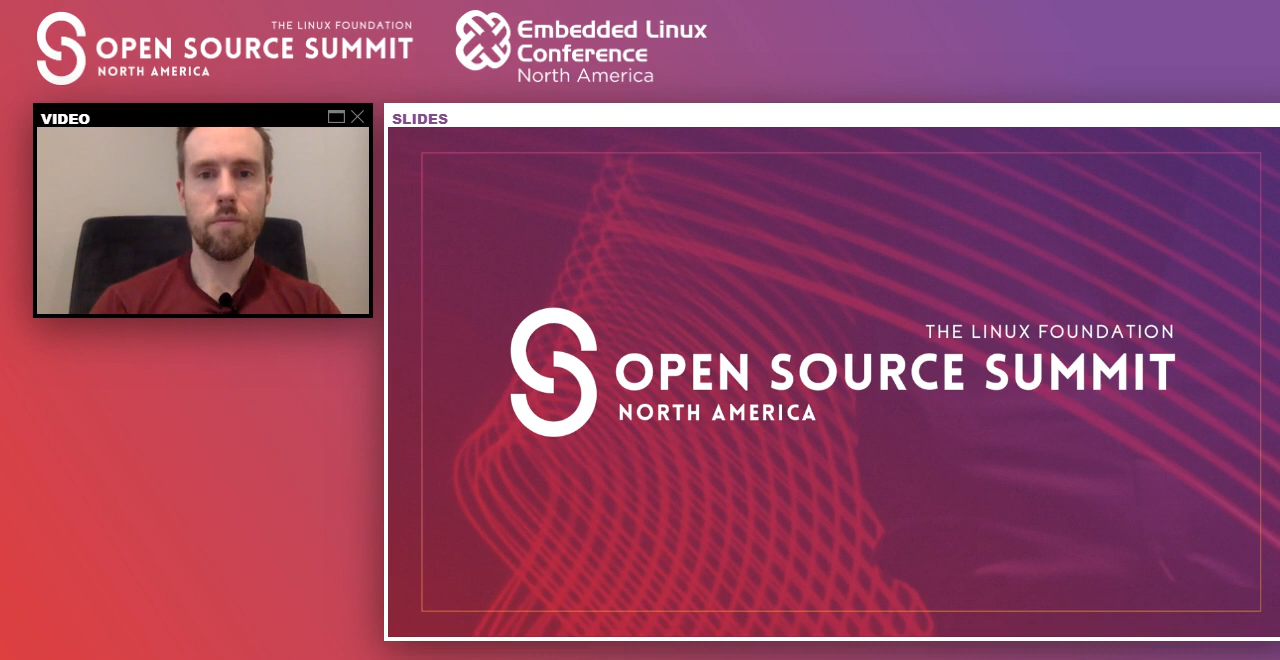 THE LINUX FOUNDATION
OPEN SOURCE SUMMIT
NORTH AMERICA
Embedded Linux
Conference
North America
VIDEO
SLIDES
THE LINUX FOUNDATION
OPEN SOURCE SUMMIT
NORTH AMERICA